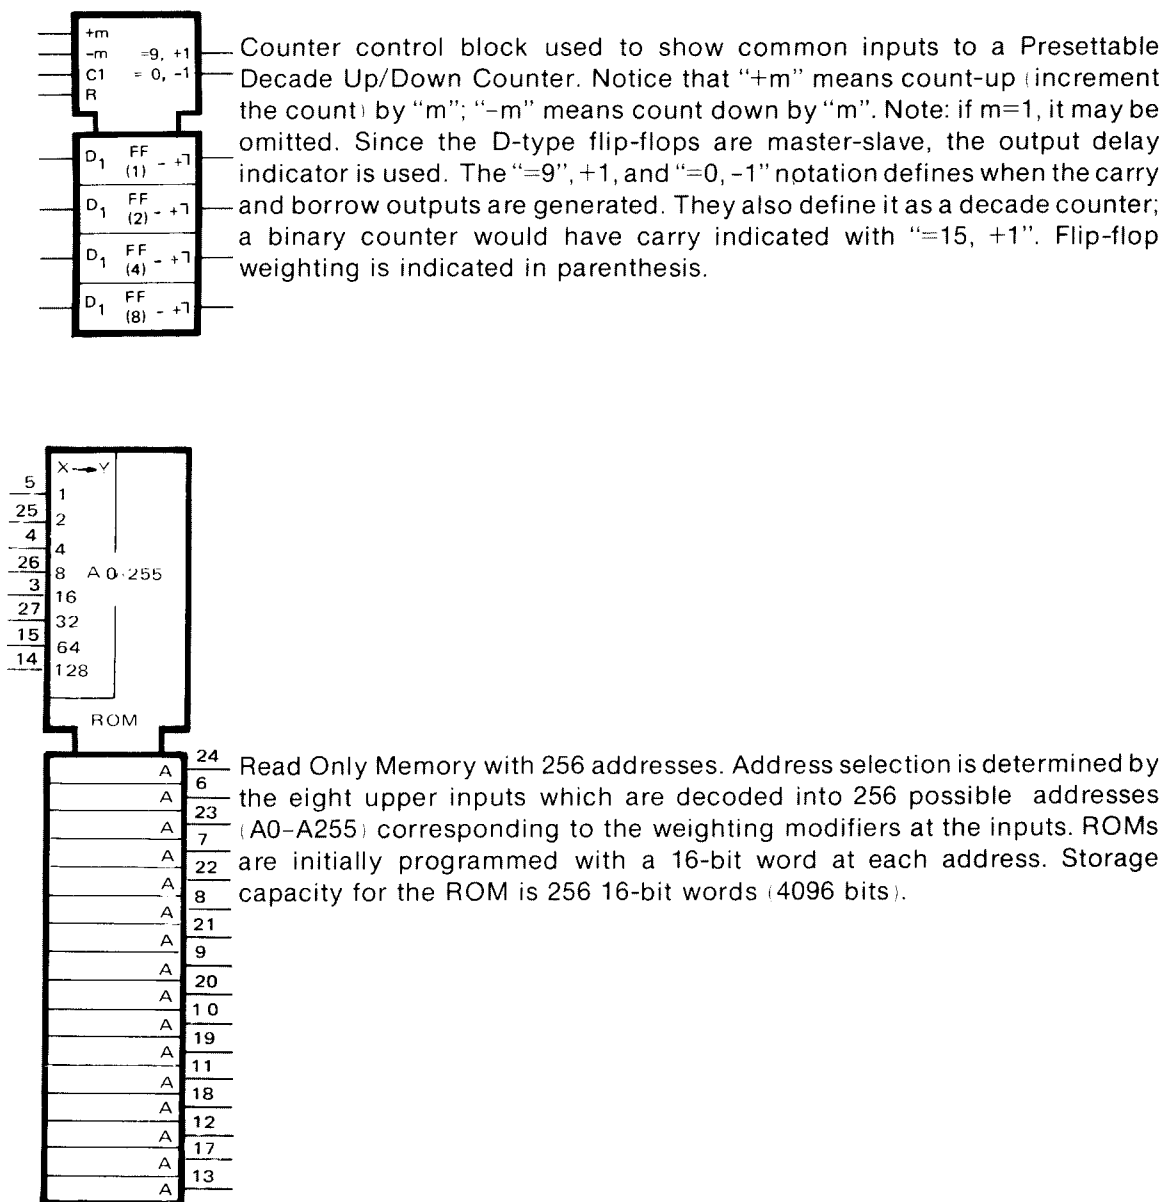 +m
-m =9, +1
C1 = 0, -1
R
D1 FF (1) - +┐
D1 FF (2) - +┐
D1 FF (4) - +┐
D1 FF (8) - +┐
Counter control block used to show common inputs to a Presettable
Decade Up/Down Counter. Notice that “+m” means count-up (increment
the count) by “m”; “-m” means count down by “m”. Note: if m=1, it may be
omitted. Since the D-type flip-flops are master-slave, the output delay
indicator is used. The “=9”, +1, and “=0, -1” notation defines when the carry
and borrow outputs are generated. They also define it as a decade counter;
a binary counter would have carry indicated with “=15, +1”. Flip-flop
weighting is indicated in parenthesis.
X→Y
5 1
25 2
4 4
26 8 A 0-255
3 16
27 32
15 64
14 128
ROM
A 24
A 6
A 23
A 7
A 22
A 8
A 21
A 9
A 20
A 10
A 19
A 11
A 18
A 12
A 17
A 13
Read Only Memory with 256 addresses. Address selection is determined by
the eight upper inputs which are decoded into 256 possible addresses
(A0-A255) corresponding to the weighting modifiers at the inputs. ROMs
are initially programmed with a 16-bit word at each address. Storage
capacity for the ROM is 256 16-bit words (4096 bits).